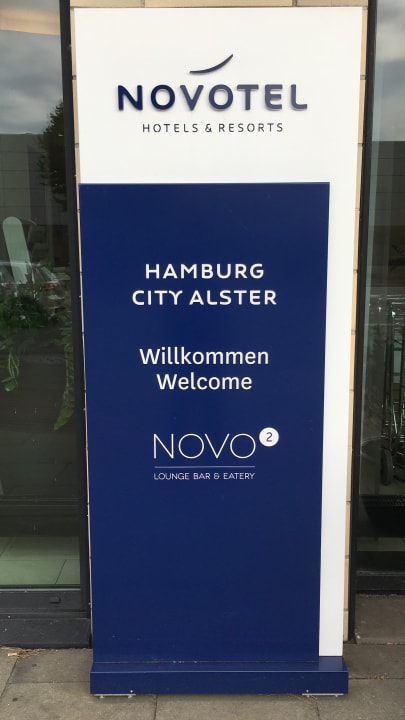 NOVOTEL
HOTELS & RESORTS
HAMBURG
CITY ALSTER
Willkommen
Welcome
NOVO 2
LOUNGE BAR & EATERY